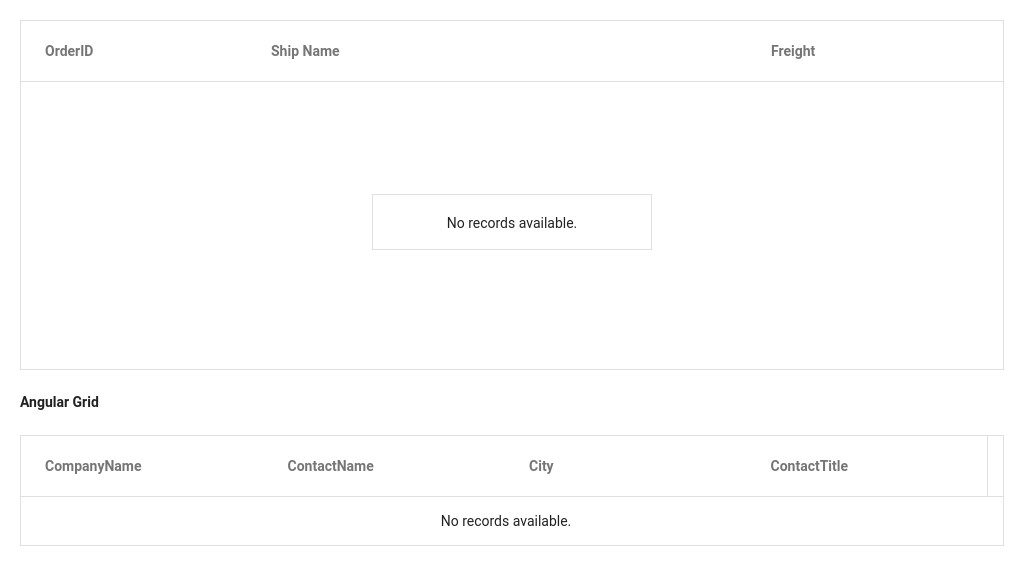 OrderID Ship Name Freight
No records available.
Angular Grid
CompanyName ContactName City ContactTitle
No records available.